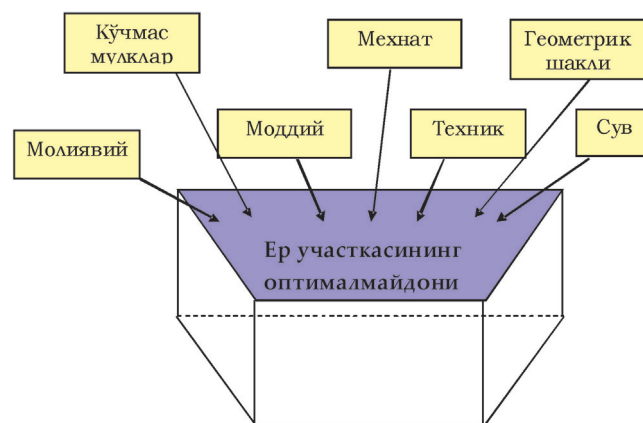 Кўчмас
мулклар
Мехнат
Геометрик
шакли
Молиявий
Моддий
Техник
Сув
Ер участкасининг
оптималмайдони